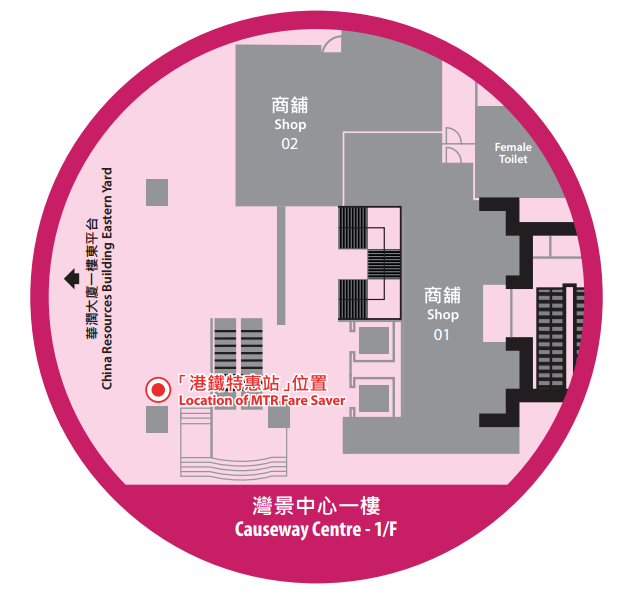 商舖
Shop
02
Female
Toilet
華潤大廈一樓東平台
China Resources Building Eastern Yard
商舖
Shop
01
「港鐵特惠站」位置
Location of MTR Fare Saver
灣景中心一樓
Causeway Centre - 1/F